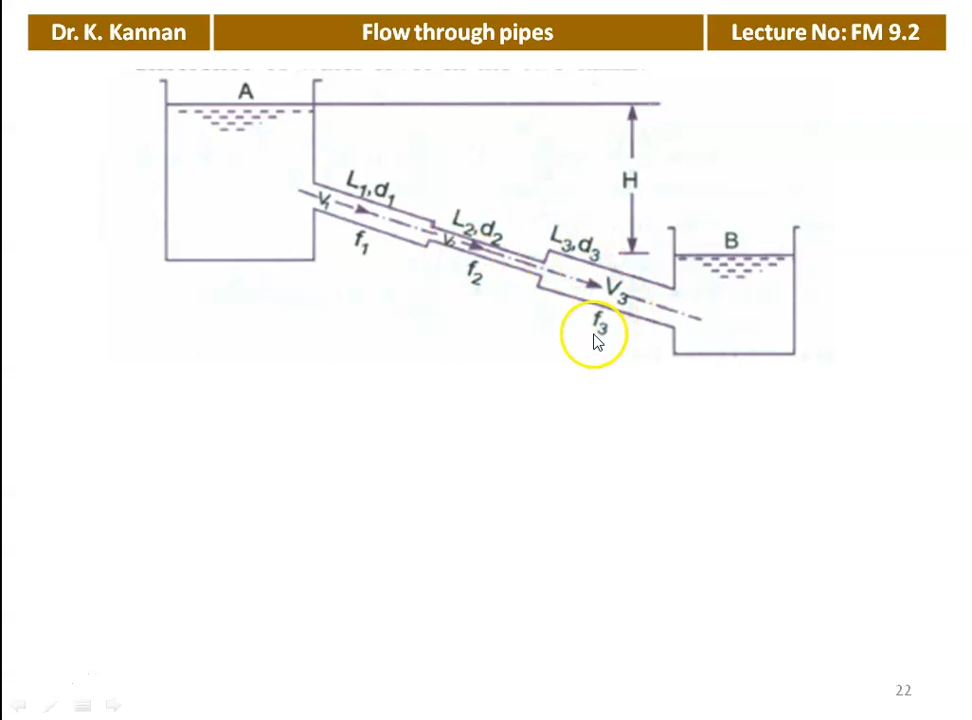 Dr. K. Kannan
Flow through pipes
Lecture No: FM 9.2
A
H
L₁,d₁
V₁
f₁
L₂,d₂
f₂
L₃,d₃
V₃
f₃
B
22